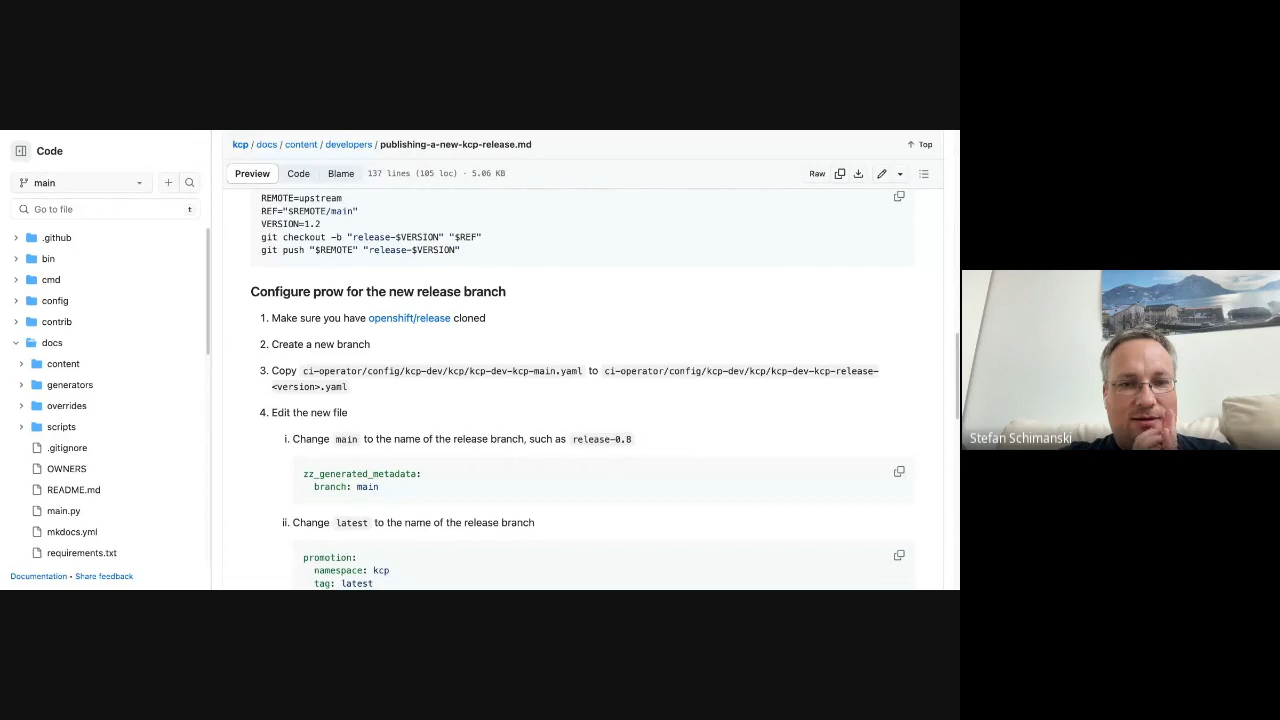 Code
main
Go to file
t
.github
bin
cmd
config
contrib
docs
content
generators
overrides
scripts
.gitignore
OWNERS
README.md
main.py
mkdocs.yml
requirements.txt
Documentation • Share feedback
kcp / docs / content / developers / publishing-a-new-kcp-release.md
Top
Preview
Code
Blame
137 lines (105 loc) · 5.06 KB
Raw
REMOTE=upstream
REF="$REMOTE/main"
VERSION=1.2
git checkout -b "release-$VERSION" "$REF"
git push "$REMOTE" "release-$VERSION"
Configure prow for the new release branch
1. Make sure you have openshift/release cloned
2. Create a new branch
3. Copy ci-operator/config/kcp-dev/kcp/kcp-dev-kcp-main.yaml to ci-operator/config/kcp-dev/kcp/kcp-dev-kcp-release-
<version>.yaml
4. Edit the new file
i. Change main to the name of the release branch, such as release-0.8
zz_generated_metadata:
branch: main
ii. Change latest to the name of the release branch
promotion:
namespace: kcp
tag: latest
Stefan Schimanski